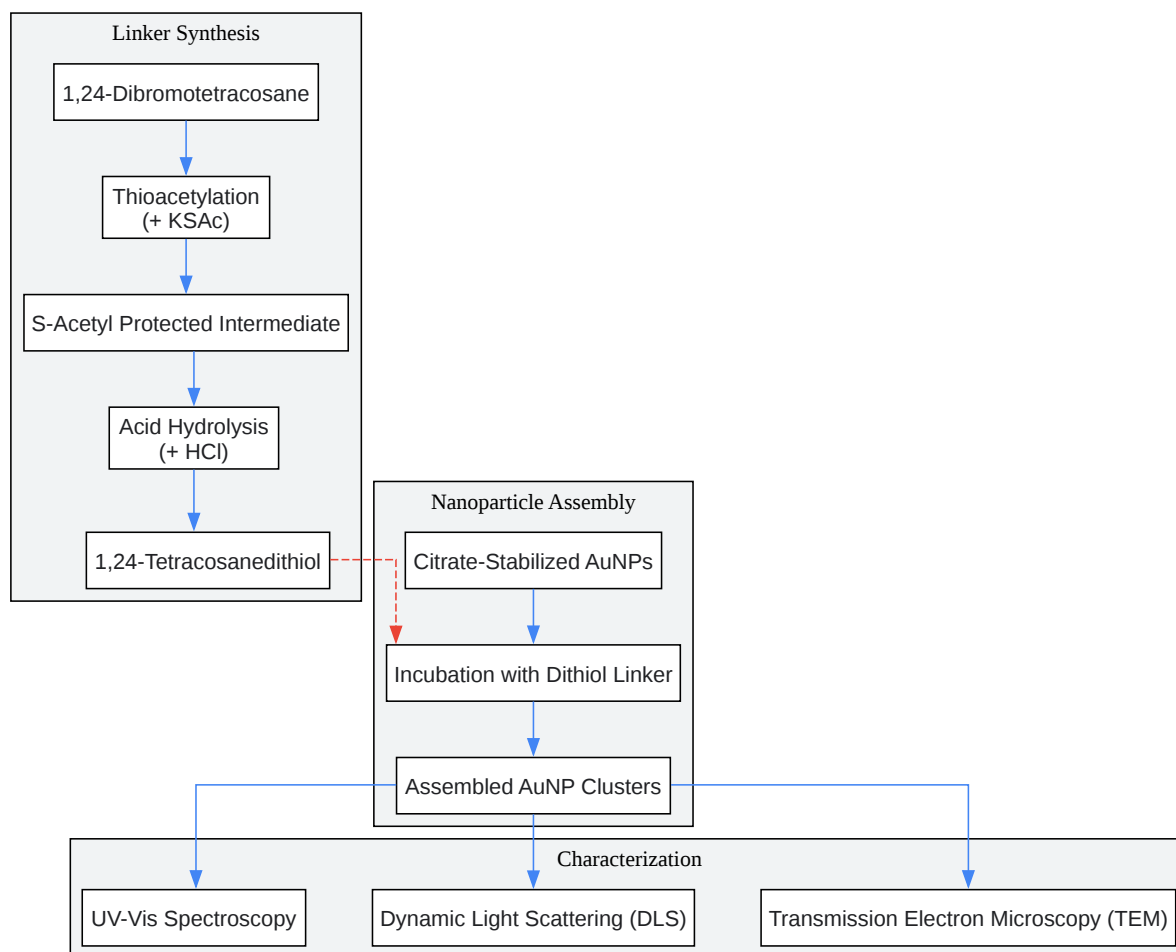 Linker Synthesis
1,24-Dibromotetracosane
Thioacetylation
(+ KSAc)
S-Acetyl Protected Intermediate
Acid Hydrolysis
(+ HCl)
1,24-Tetracosanedithiol
Nanoparticle Assembly
Citrate-Stabilized AuNPs
Incubation with Dithiol Linker
Assembled AuNP Clusters
Characterization
UV-Vis Spectroscopy
Dynamic Light Scattering (DLS)
Transmission Electron Microscopy (TEM)